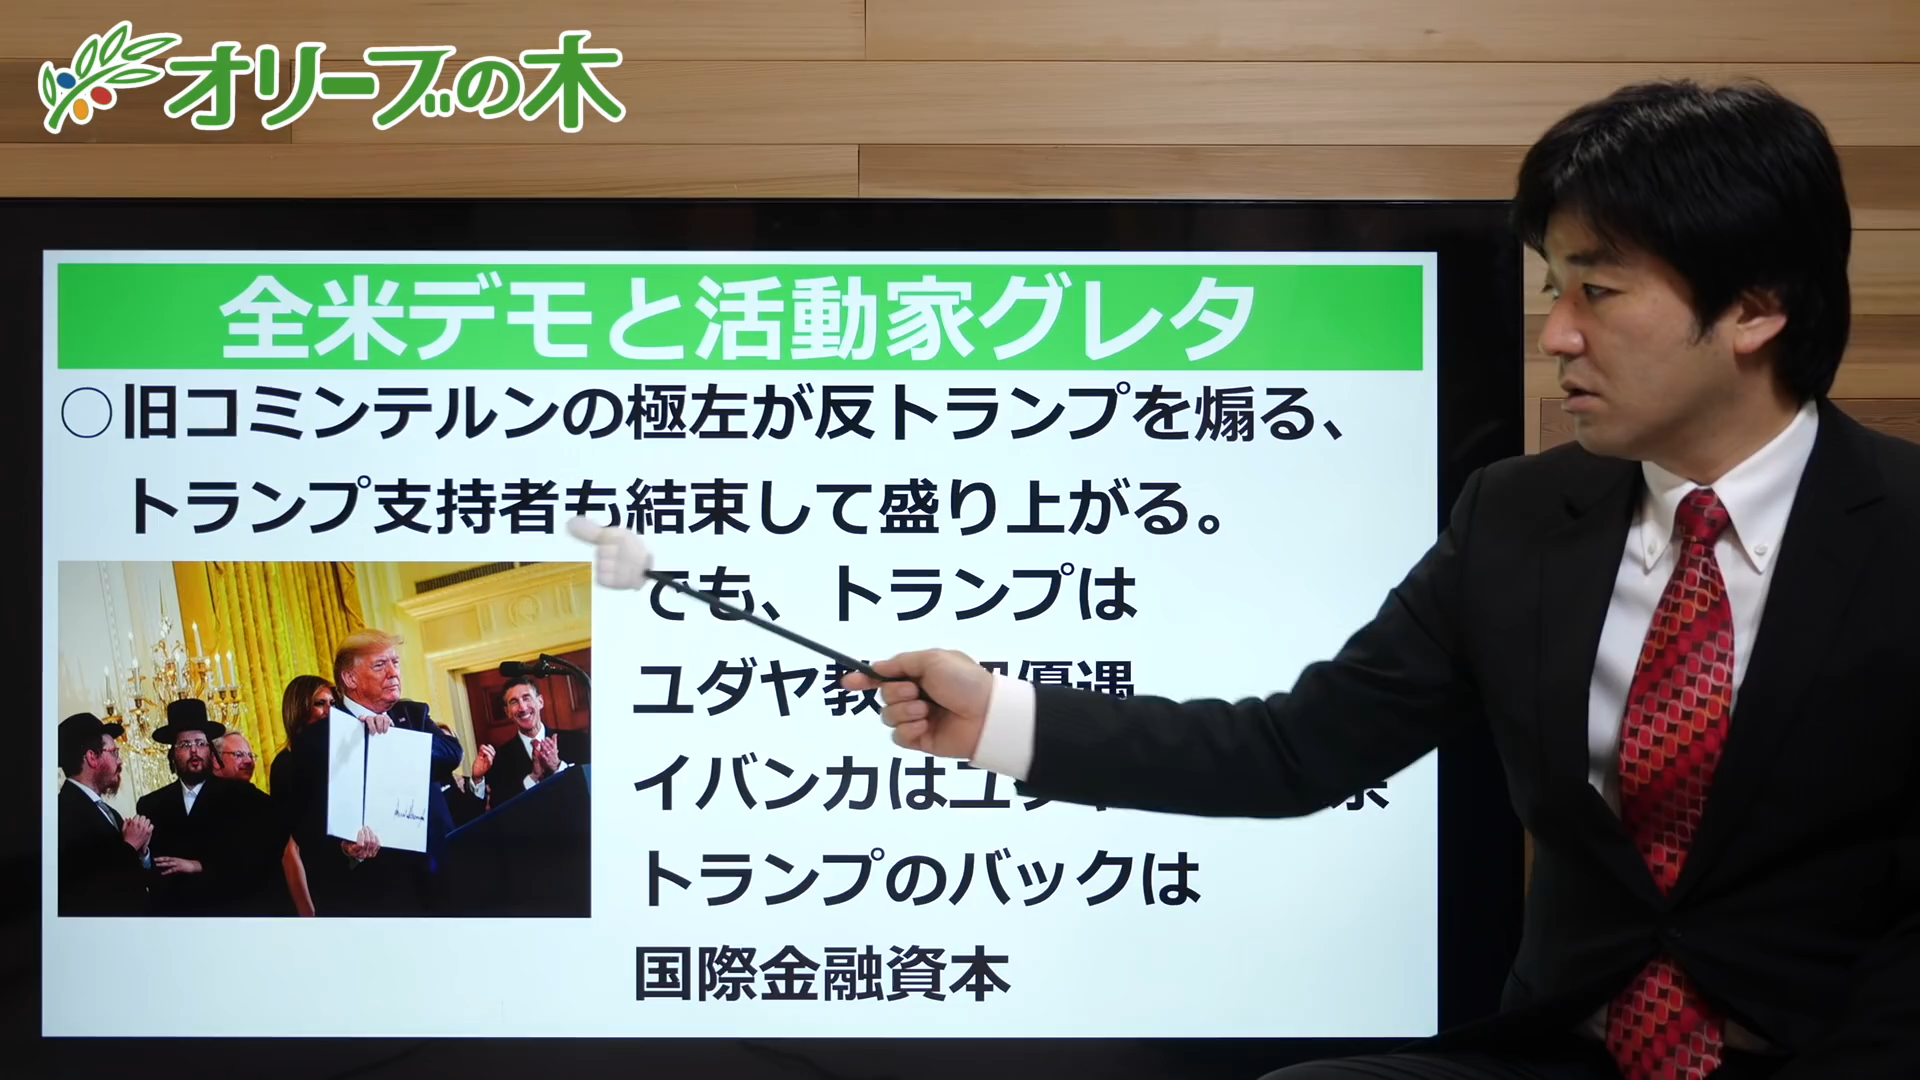 オリーブの木
全米デモと活動家グレタ
○旧コミンテルンの極左が反トランプを煽る、
トランプ支持者も結束して盛り上がる。
でも、トランプは
ユダヤ教 優遇
イバンカはユ
トランプのバックは
国際金融資本